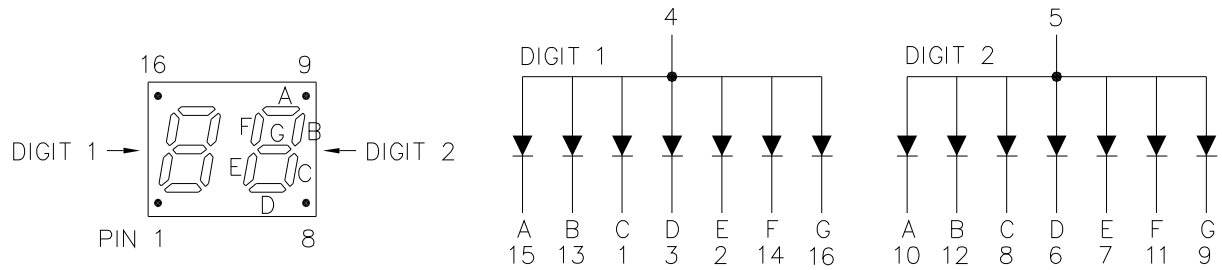 16 9
A
F B
G
DIGIT 1 DIGIT 2
E C
D
PIN 1 8
4
DIGIT 1
A B C D E F G
15 13 1 3 2 14 16
5
DIGIT 2
A B C D E F G
10 12 8 6 7 11 9